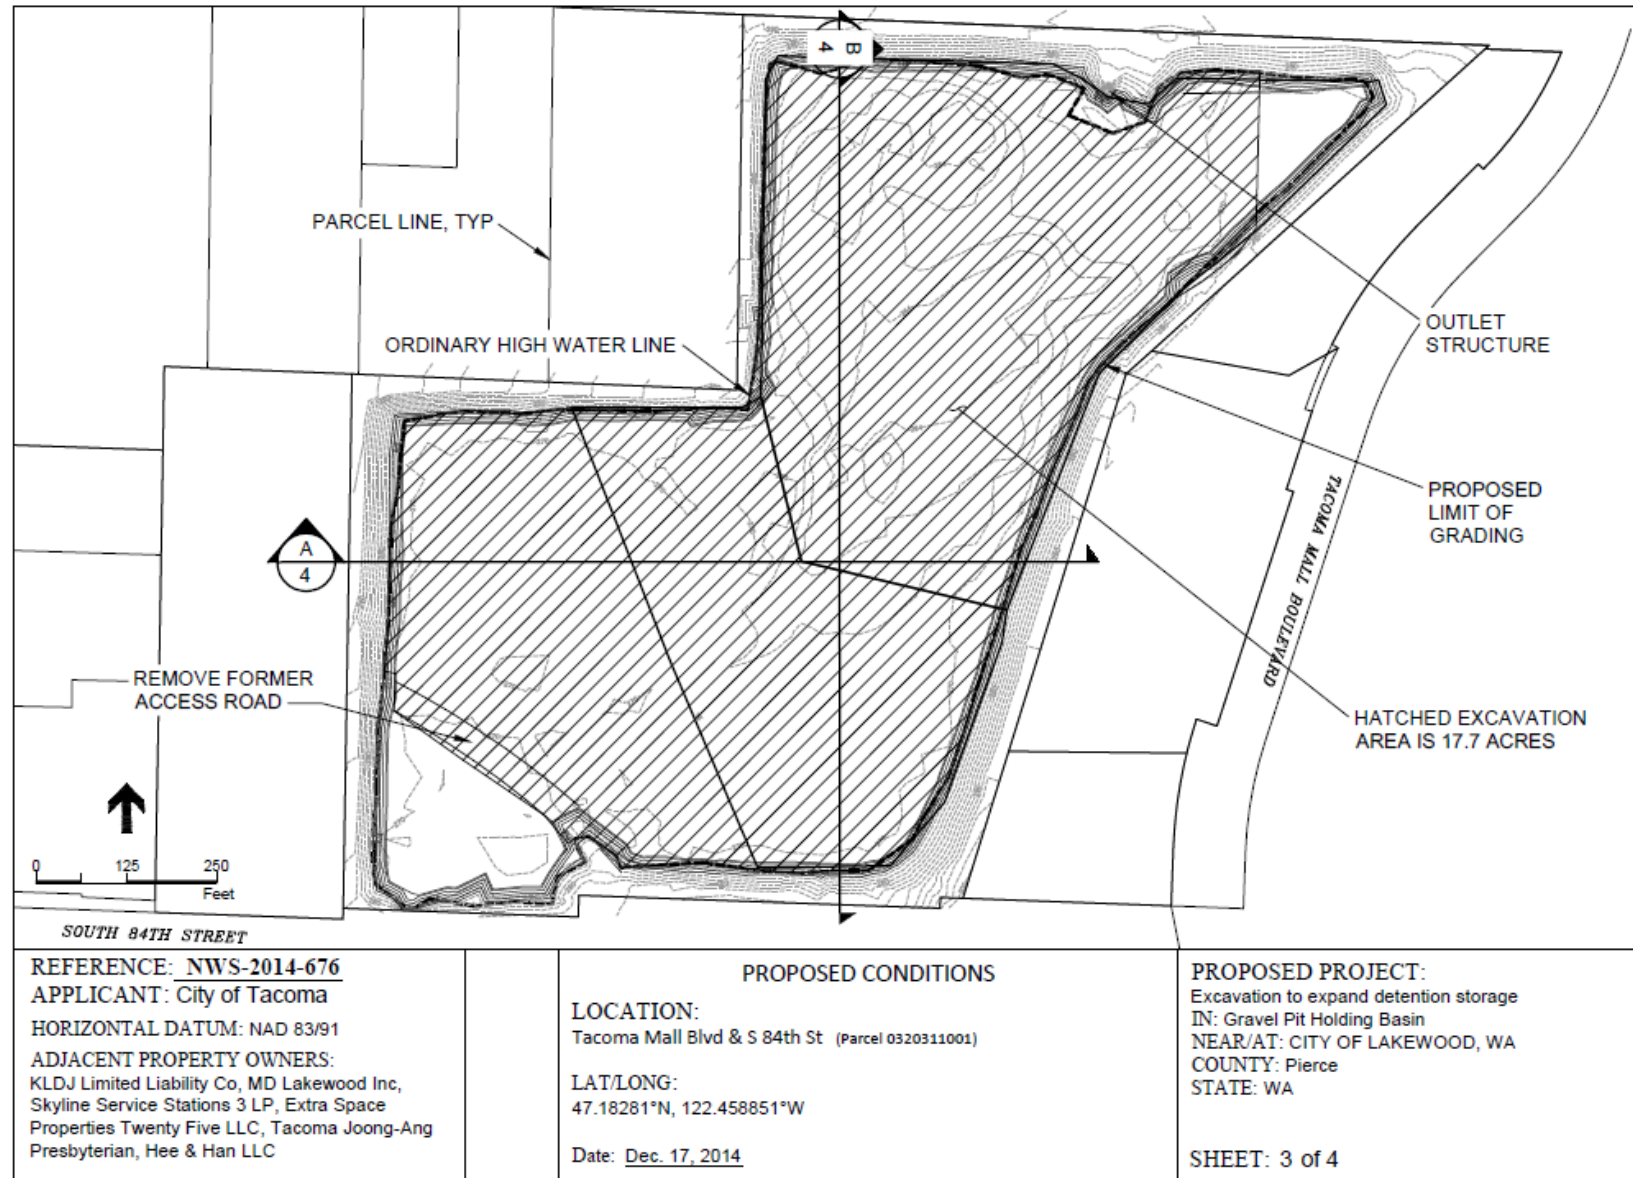 B
4
PARCEL LINE, TYP
ORDINARY HIGH WATER LINE
OUTLET
STRUCTURE
PROPOSED
LIMIT OF
GRADING
TACOMA MALL BOULEVARD
A
4
REMOVE FORMER
ACCESS ROAD
HATCHED EXCAVATION
AREA IS 17.7 ACRES
0 125 250
Feet
SOUTH 84TH STREET
REFERENCE: NWS-2014-676
APPLICANT: City of Tacoma
HORIZONTAL DATUM: NAD 83/91
ADJACENT PROPERTY OWNERS:
KLDJ Limited Liability Co, MD Lakewood Inc,
Skyline Service Stations 3 LP, Extra Space
Properties Twenty Five LLC, Tacoma Joong-Ang
Presbyterian, Hee & Han LLC
PROPOSED CONDITIONS
LOCATION:
Tacoma Mall Blvd & S 84th St (Parcel 0320311001)
LAT/LONG:
47.18281°N, 122.458851°W
Date: Dec. 17, 2014
PROPOSED PROJECT:
Excavation to expand detention storage
IN: Gravel Pit Holding Basin
NEAR/AT: CITY OF LAKEWOOD, WA
COUNTY: Pierce
STATE: WA
SHEET: 3 of 4